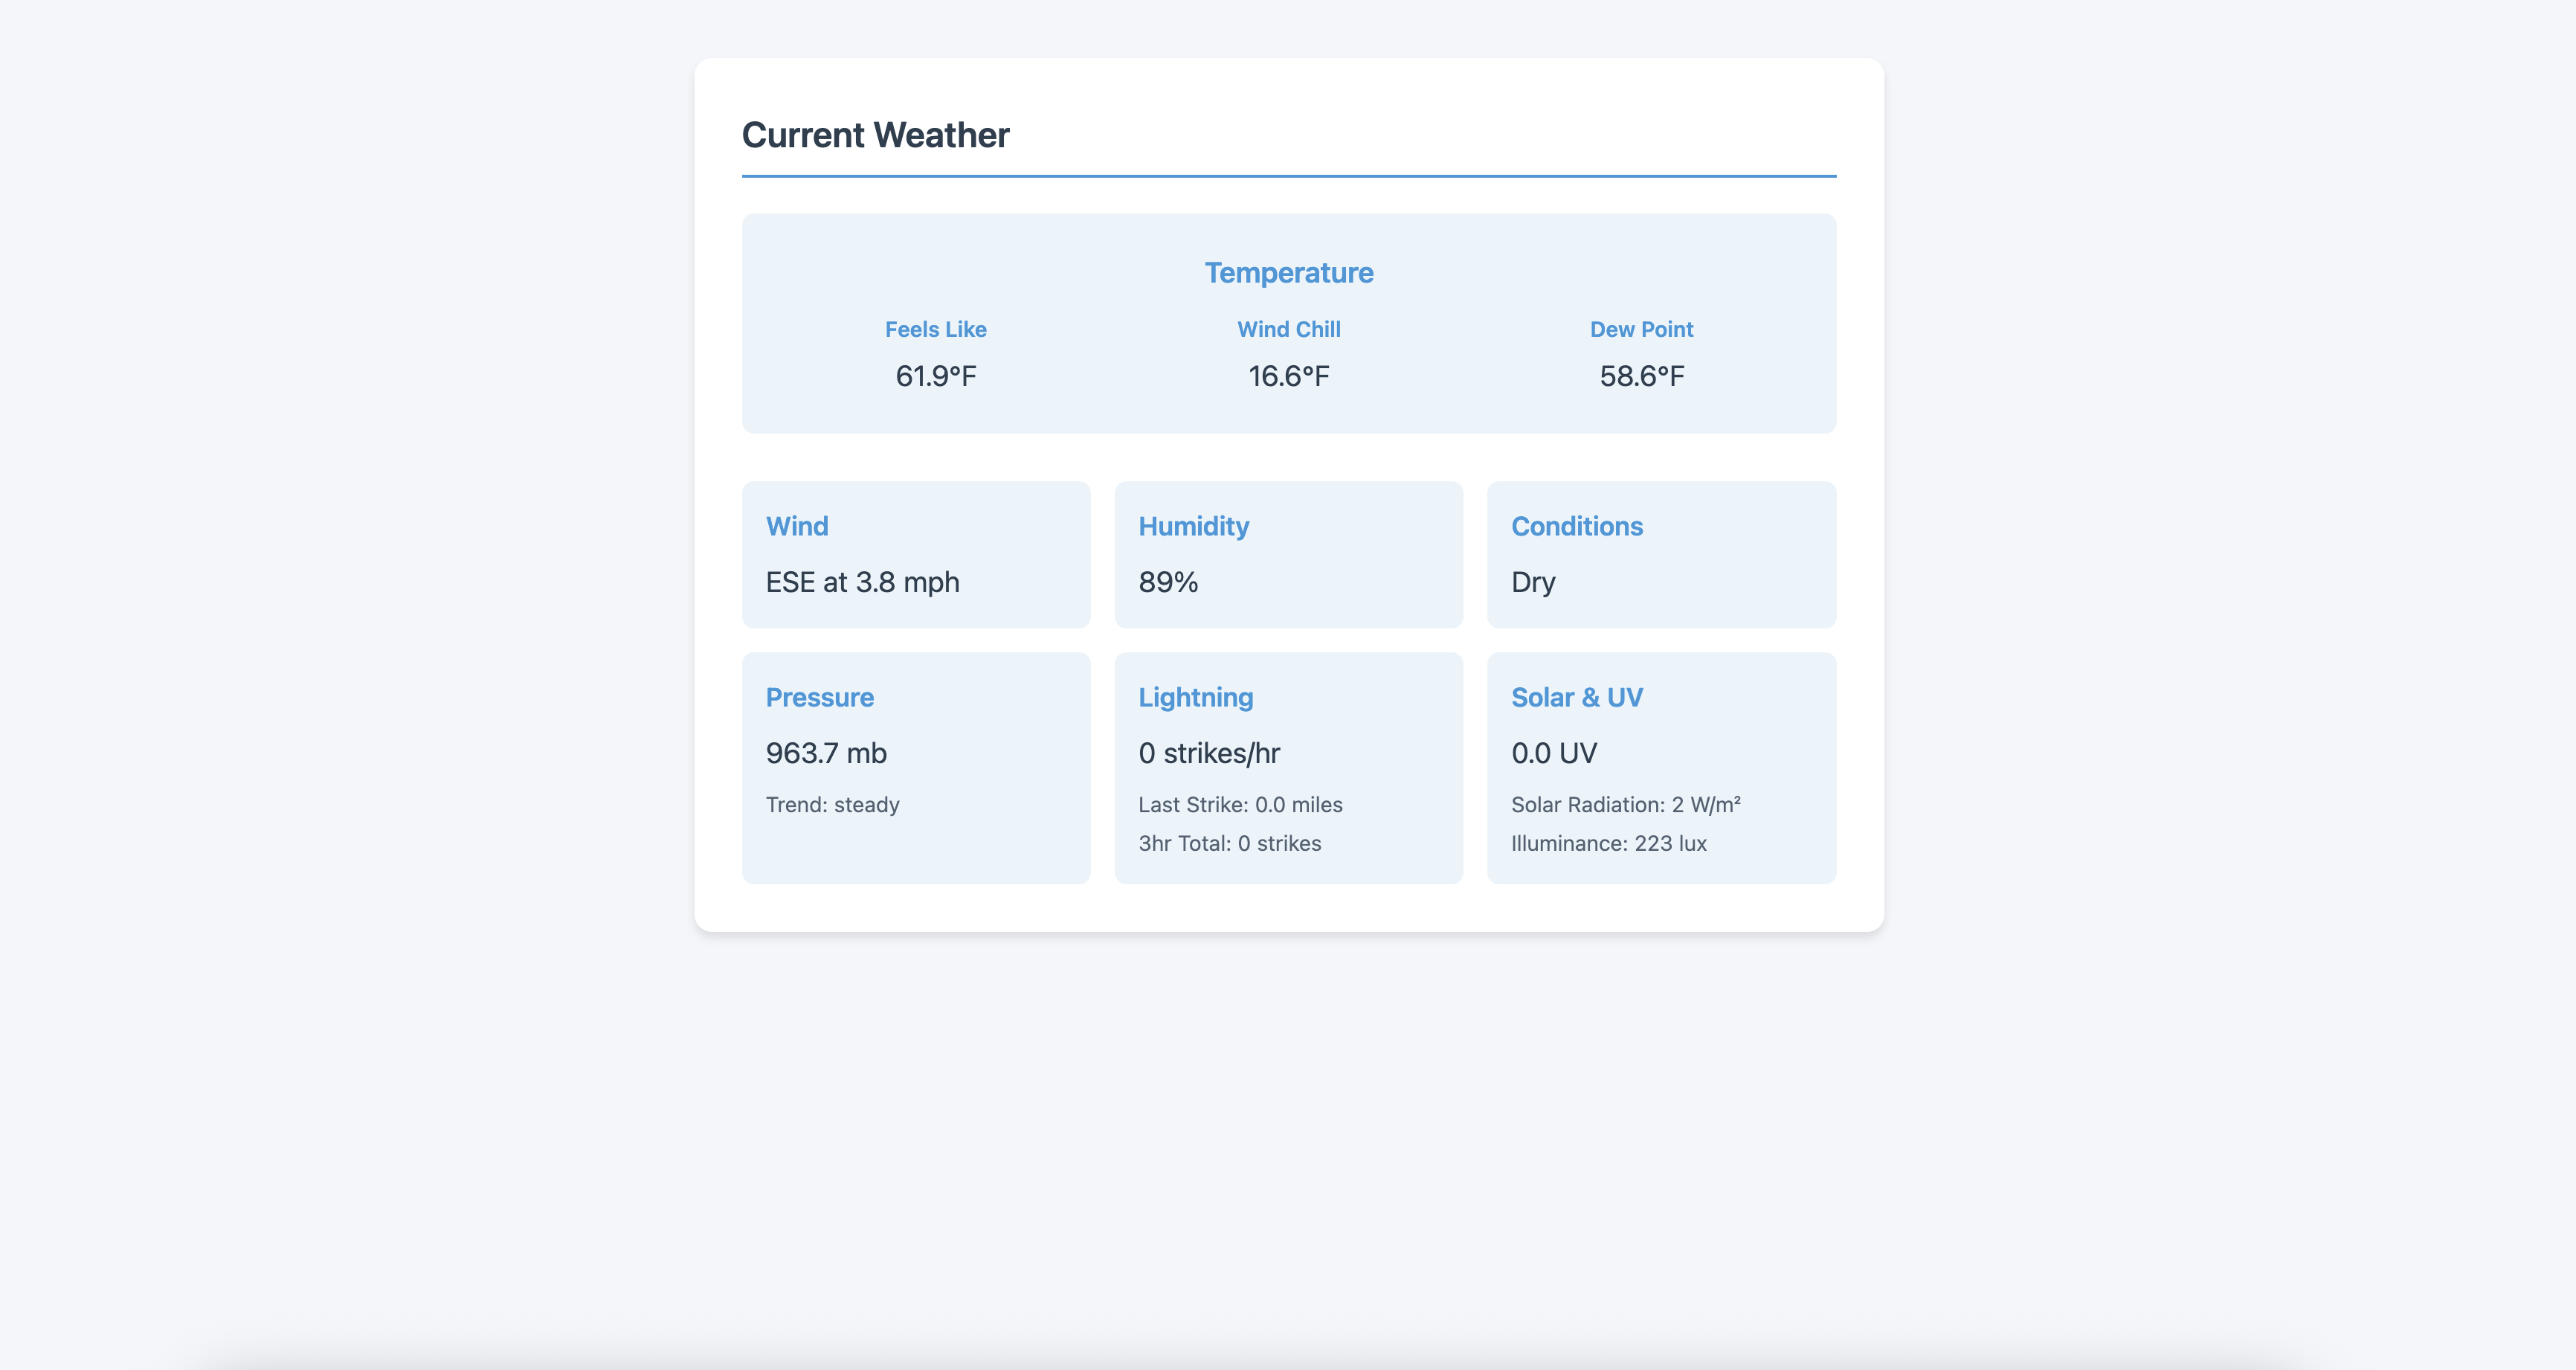 Current Weather
Temperature
Feels Like
61.9°F
Wind Chill
16.6°F
Dew Point
58.6°F
Wind
ESE at 3.8 mph
Humidity
89%
Conditions
Dry
Pressure
963.7 mb
Trend: steady
Lightning
0 strikes/hr
Last Strike: 0.0 miles
3hr Total: 0 strikes
Solar & UV
0.0 UV
Solar Radiation: 2 W/m²
Illuminance: 223 lux